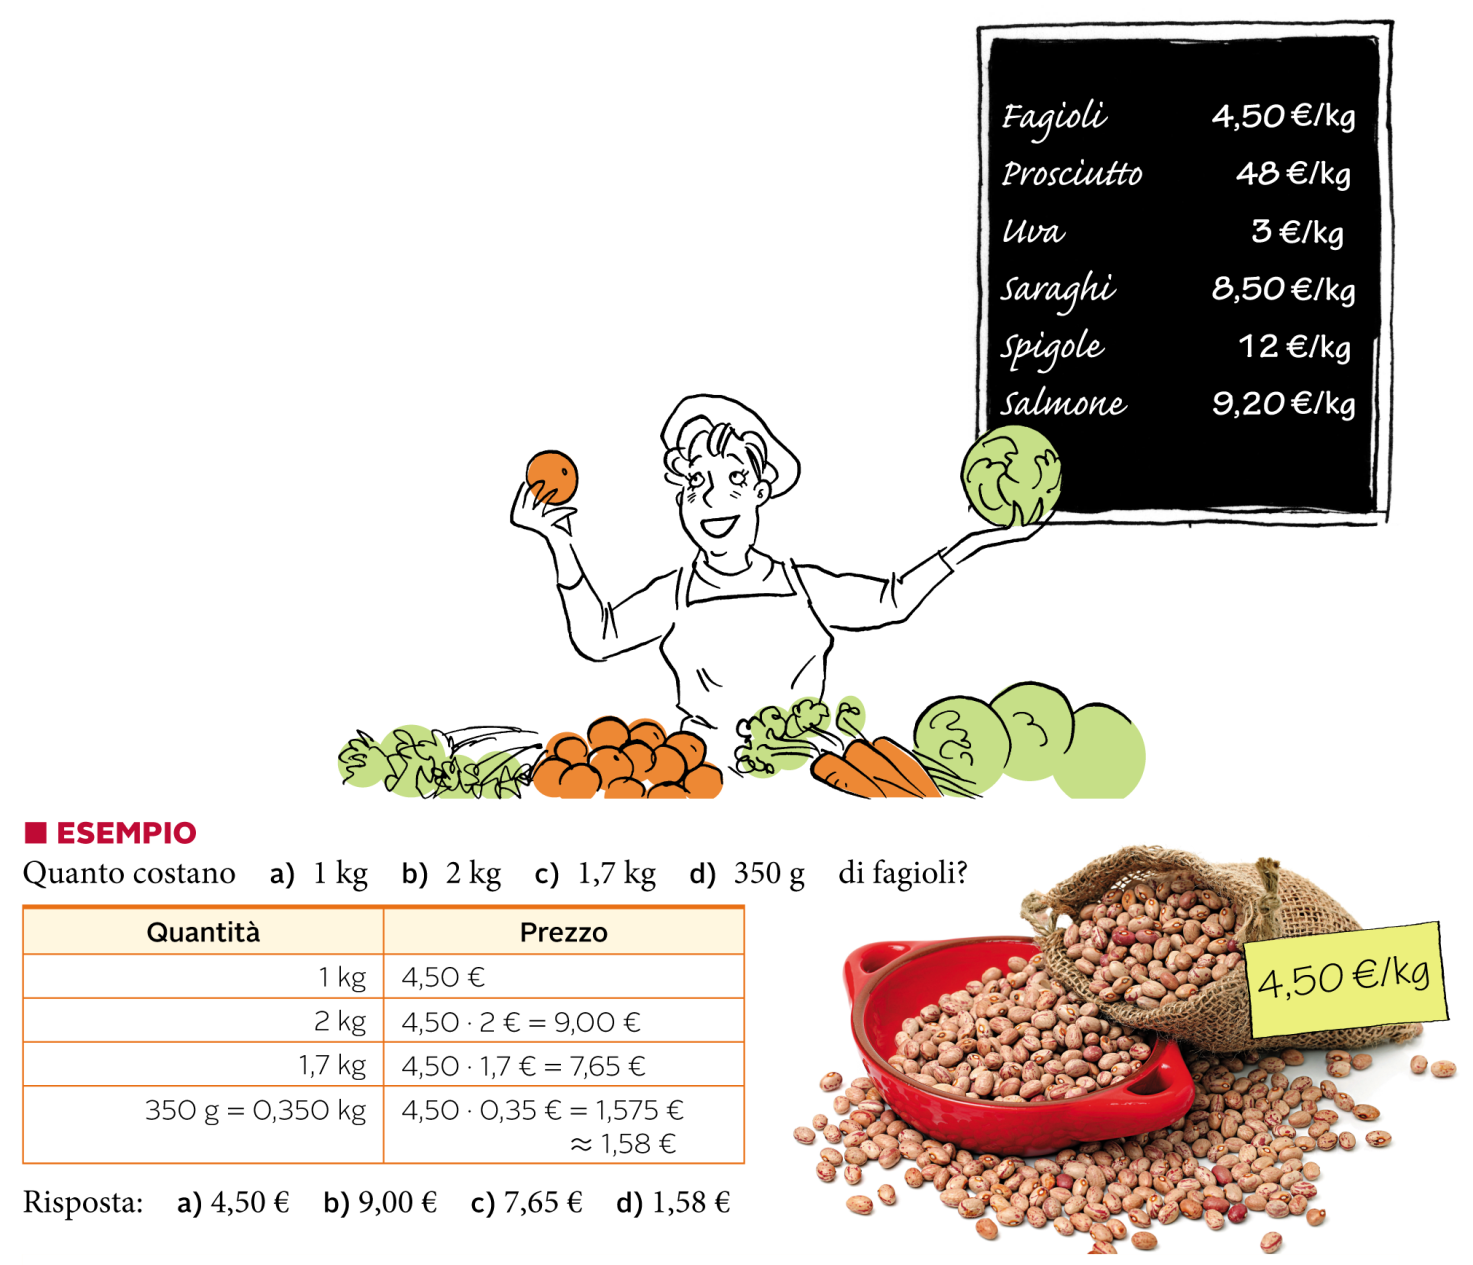 Fagioli 4,50 €/kg
Prosciutto 48 €/kg
Uva 3 €/kg
Saraghi 8,50 €/kg
Spigole 12 €/kg
Salmone 9,20 €/kg
ESEMPIO
Quanto costano a) 1 kg b) 2 kg c) 1,7 kg d) 350 g di fagioli?
Quantità Prezzo
1 kg 4,50 €
2 kg 4,50 · 2 € = 9,00 €
1,7 kg 4,50 · 1,7 € = 7,65 €
350 g = 0,350 kg 4,50 · 0,35 € = 1,575 €
≈ 1,58 €
4,50 €/kg
Risposta: a) 4,50 € b) 9,00 € c) 7,65 € d) 1,58 €